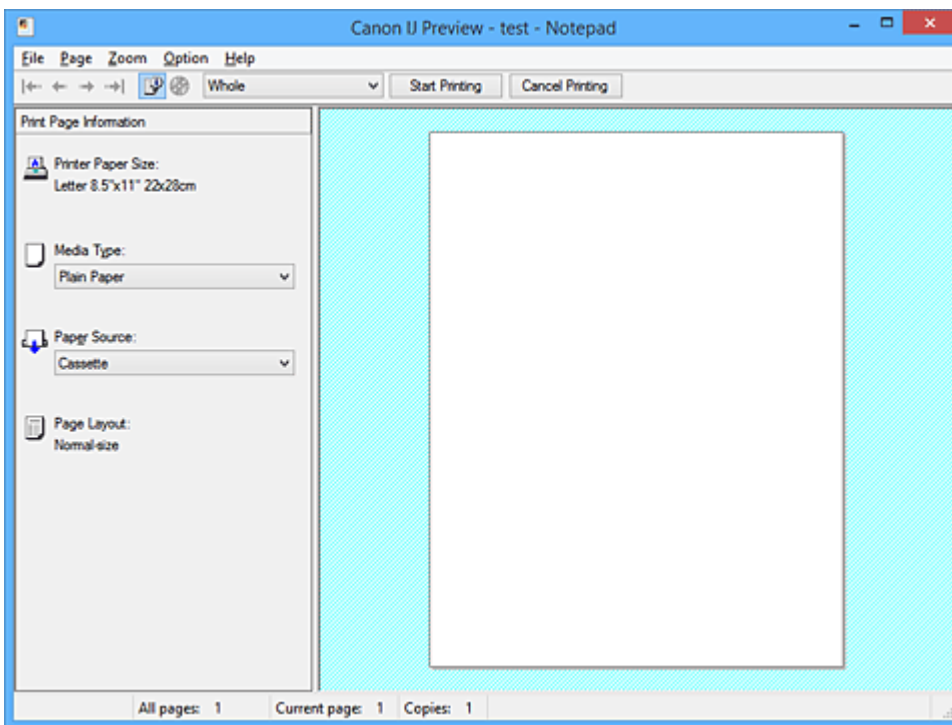 Canon IJ Preview - test - Notepad
File Page Zoom Option Help
Whole Start Printing Cancel Printing
Print Page Information
Printer Paper Size:
Letter 8.5"x11" 22x28cm
Media Type:
Plain Paper
Paper Source:
Cassette
Page Layout:
Normal-size
All pages: 1 Current page: 1 Copies: 1